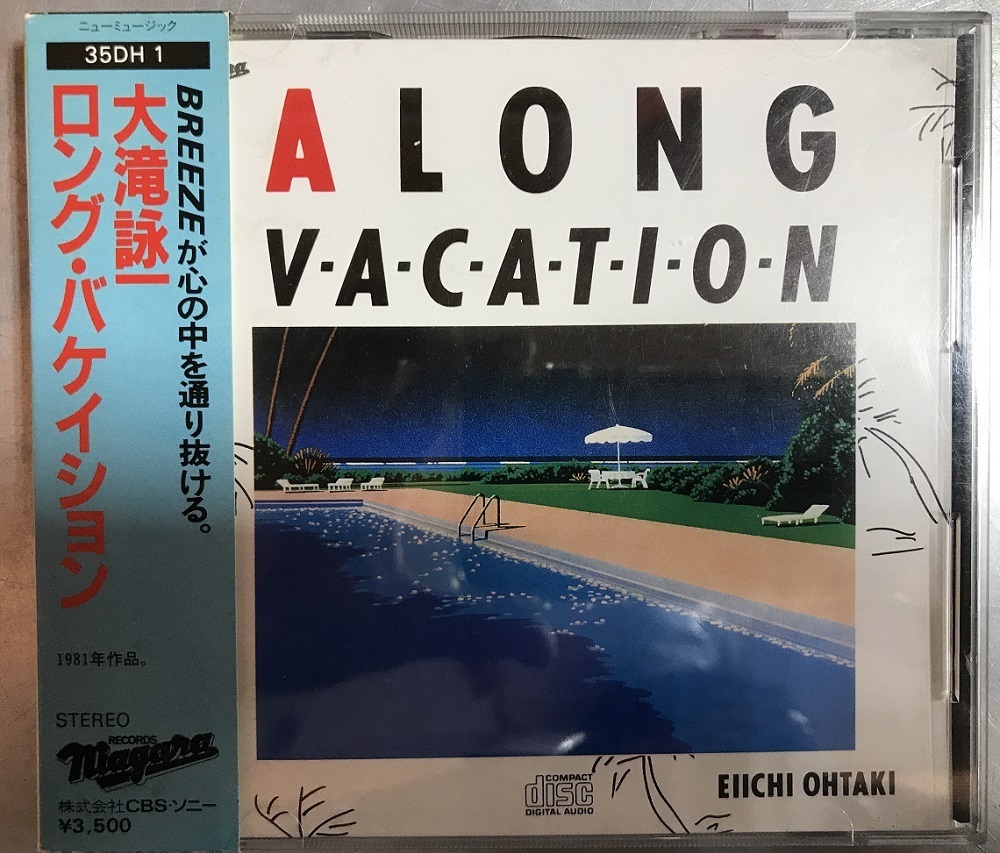 ニューミュージック
35DH 1
BREEZEが心の中を通り抜ける。
大滝詠一
ロング・バケイション
1981年作品。
STEREO
RECORDS
Niagara
株式会社CBS・ソニー
¥3,500
A LONG
V・A・C・A・T・I・O・N
COMPACT
disc
DIGITAL AUDIO
EIICHI OHTAKI